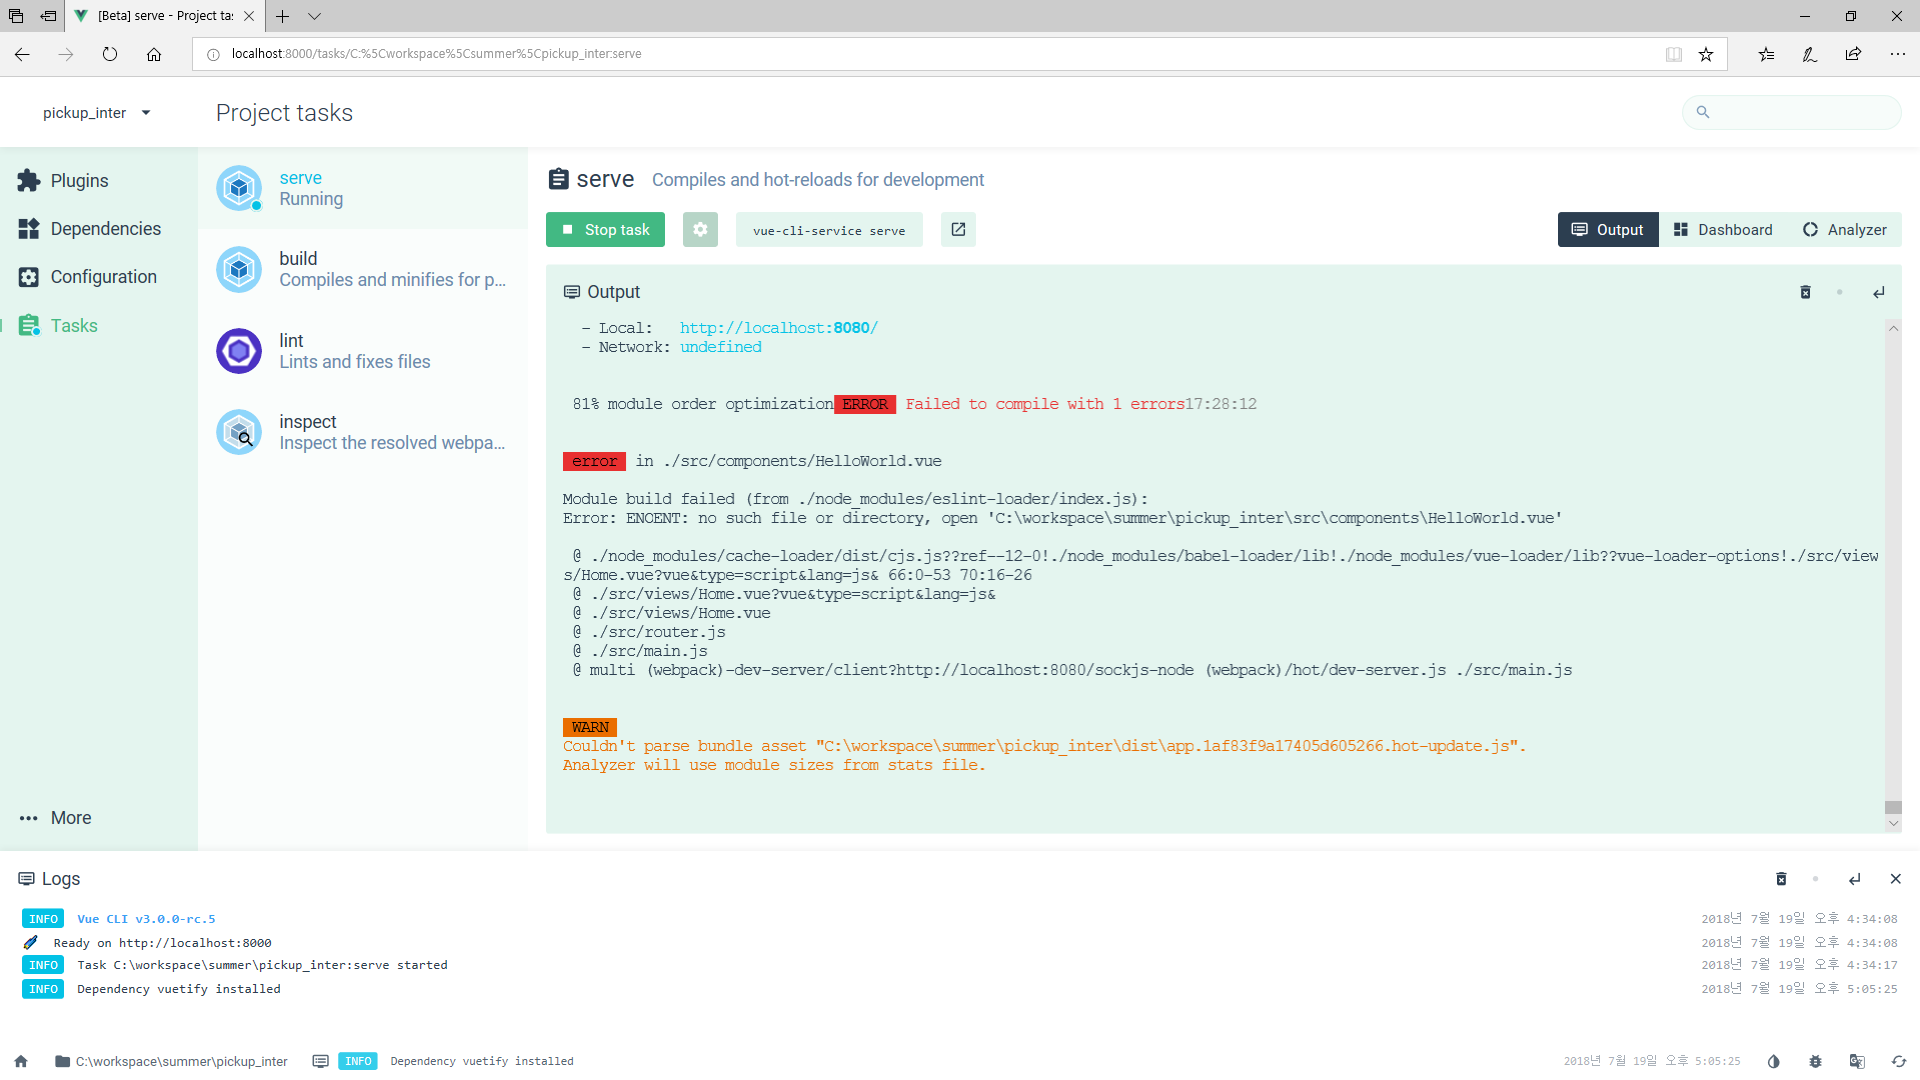 [Beta] serve - Project ta:
localhost:8000/tasks/C:%5Cworkspace%5Csummer%5Cpickup_inter:serve
pickup_inter
Project tasks
Plugins
Dependencies
Configuration
Tasks
More
serve
Running
build
Compiles and minifies for p...
lint
Lints and fixes files
inspect
Inspect the resolved webpa...
serve Compiles and hot-reloads for development
Stop task
vue-cli-service serve
Output
Dashboard
Analyzer
Output
- Local: http://localhost:8080/
- Network: undefined
81% module order optimization ERROR Failed to compile with 1 errors17:28:12
error in ./src/components/HelloWorld.vue
Module build failed (from ./node_modules/eslint-loader/index.js):
Error: ENOENT: no such file or directory, open 'C:\workspace\summer\pickup_inter\src\components\HelloWorld.vue'
@ ./node_modules/cache-loader/dist/cjs.js??ref--12-0!./node_modules/babel-loader/lib!./node_modules/vue-loader/lib??vue-loader-options!./src/view
s/Home.vue?vue&type=script&lang=js& 66:0-53 70:16-26
@ ./src/views/Home.vue?vue&type=script&lang=js&
@ ./src/views/Home.vue
@ ./src/router.js
@ ./src/main.js
@ multi (webpack)-dev-server/client?http://localhost:8080/sockjs-node (webpack)/hot/dev-server.js ./src/main.js
WARN
Couldn't parse bundle asset "C:\workspace\summer\pickup_inter\dist\app.1af83f9a17405d605266.hot-update.js".
Analyzer will use module sizes from stats file.
Logs
INFO Vue CLI v3.0.0-rc.5 2018년 7월 19일 오후 4:34:08
Ready on http://localhost:8000 2018년 7월 19일 오후 4:34:08
INFO Task C:\workspace\summer\pickup_inter:serve started 2018년 7월 19일 오후 4:34:17
INFO Dependency vuetify installed 2018년 7월 19일 오후 5:05:25
C:\workspace\summer\pickup_inter INFO Dependency vuetify installed 2018년 7월 19일 오후 5:05:25